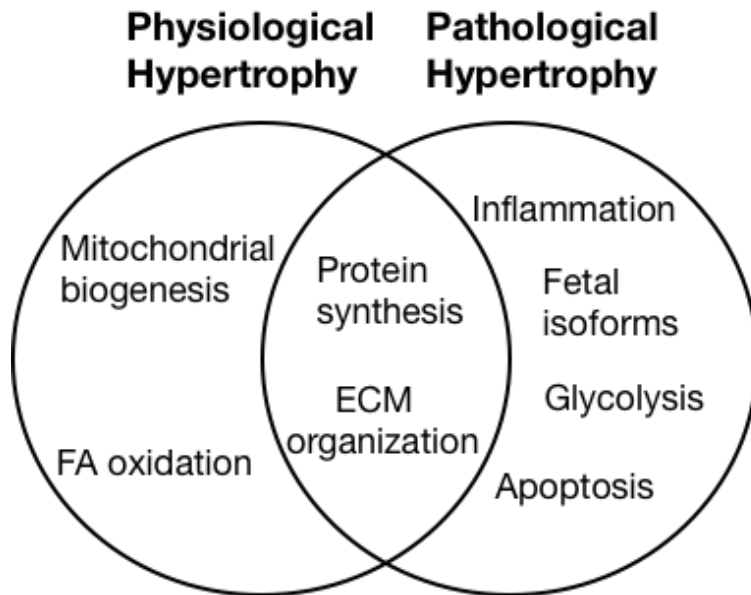 Physiological
Hypertrophy
Pathological
Hypertrophy
Mitochondrial
biogenesis
FA oxidation
Protein
synthesis
ECM
organization
Inflammation
Fetal
isoforms
Glycolysis
Apoptosis